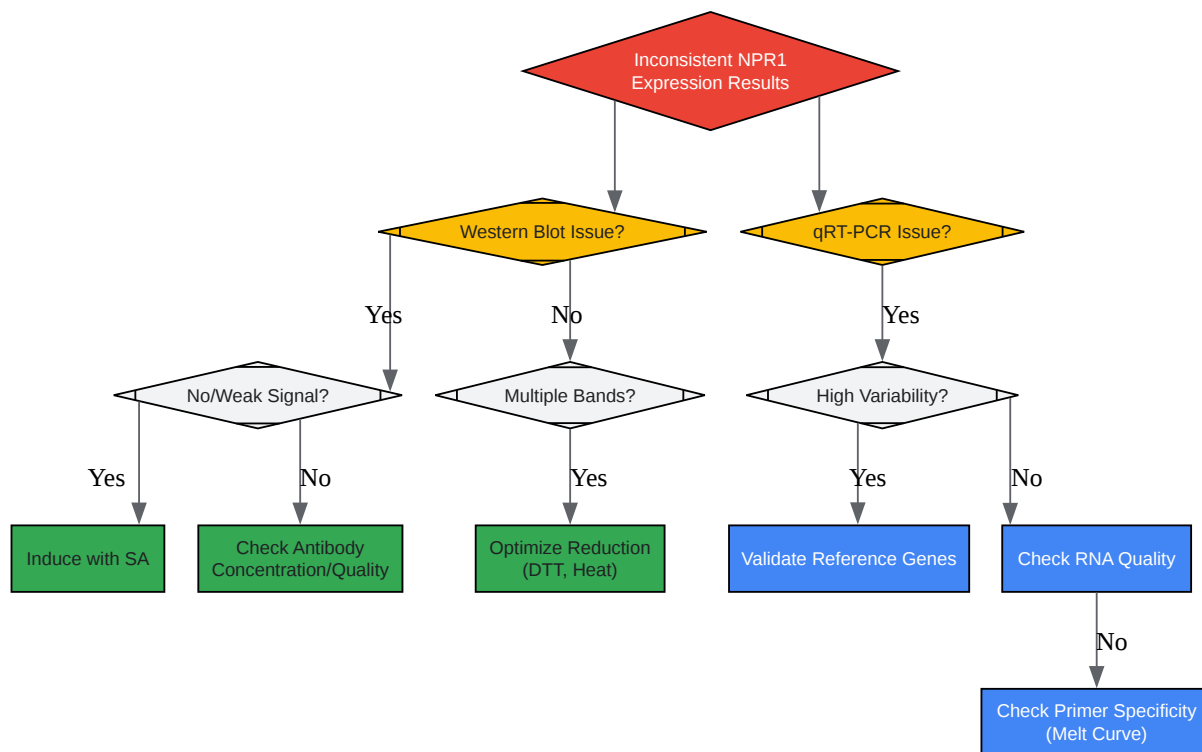 Inconsistent NPR1
Expression Results
Western Blot Issue?
qRT-PCR Issue?
Yes
No
Yes
No/Weak Signal?
Multiple Bands?
High Variability?
Yes
No
Yes
Yes
No
Induce with SA
Check Antibody
Concentration/Quality
Optimize Reduction
(DTT, Heat)
Validate Reference Genes
Check RNA Quality
No
Check Primer Specificity
(Melt Curve)